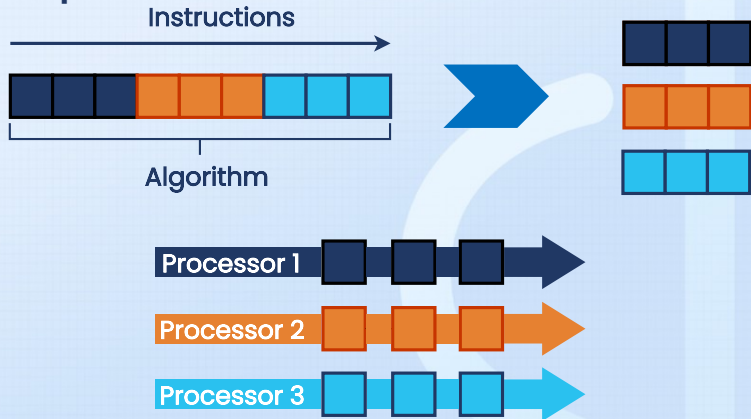 Instructions
Algorithm
Processor 1
Processor 2
Processor 3